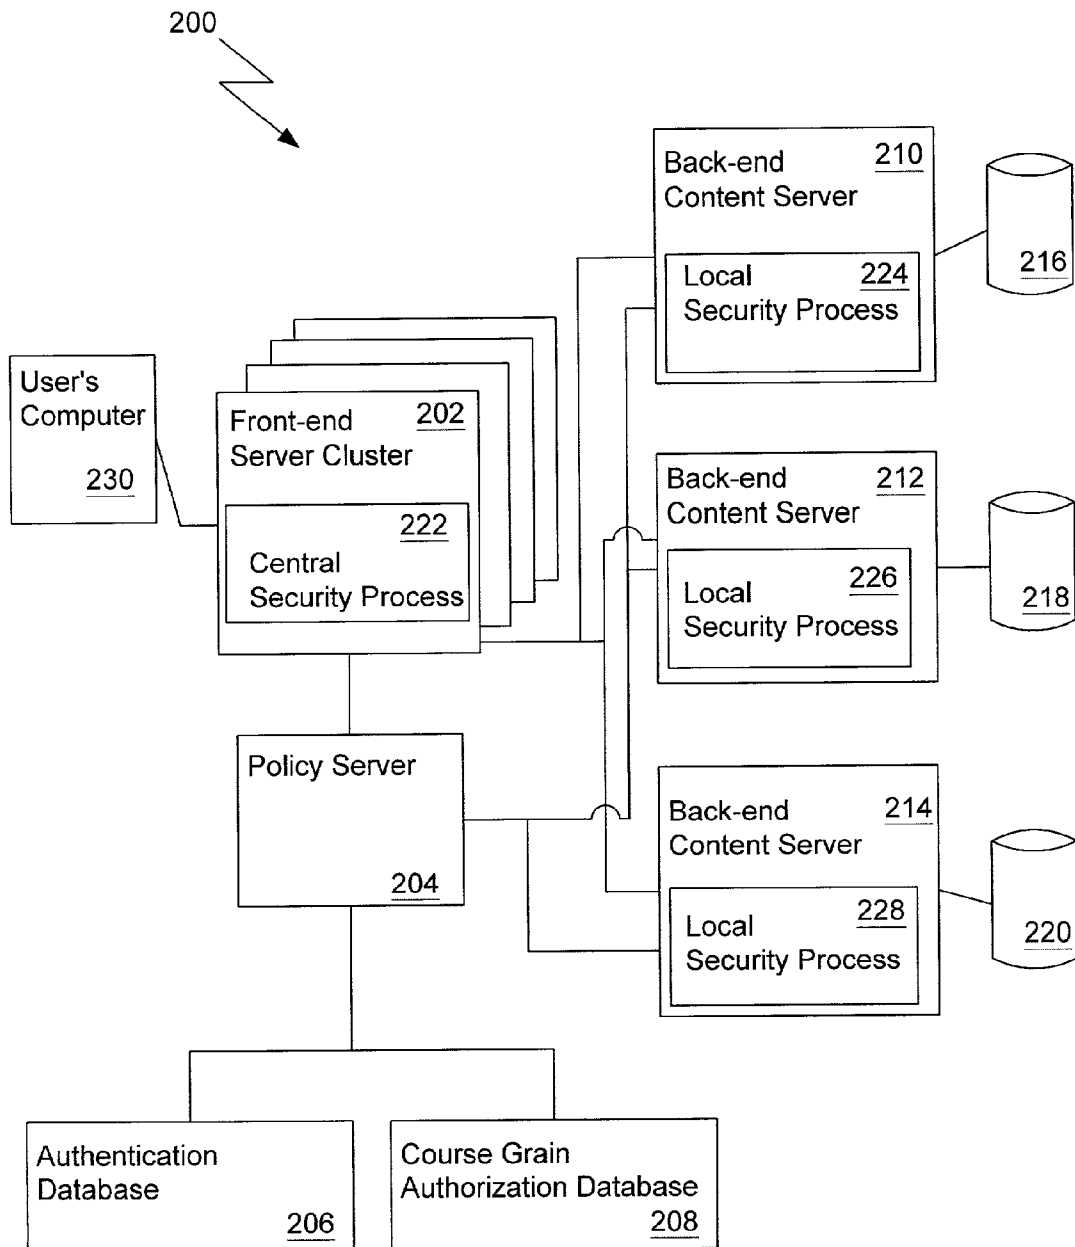 200
Back-end 210
Content Server
Local 224
Security Process
216
User's
Computer
230
Front-end 202
Server Cluster
222
Central
Security Process
Back-end 212
Content Server
Local 226
Security Process
218
Policy Server
204
Back-end 214
Content Server
Local 228
Security Process
220
Authentication
Database
206
Course Grain
Authorization Database
208